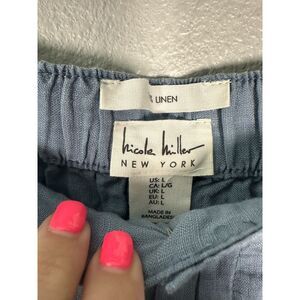 LINEN
nicole miller
NEW YORK
US: L
CA: L/G
UK: L
EU: L
AU: L
MADE IN
BANGLADESH